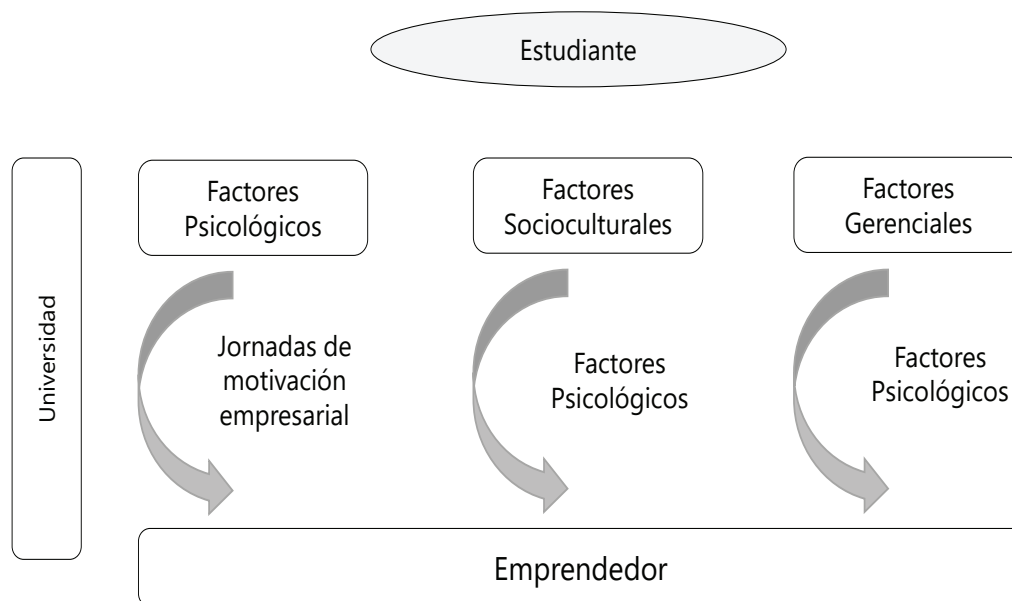 Estudiante
Universidad
Factores
Psicológicos
Factores
Socioculturales
Factores
Gerenciales
Jornadas de
motivación
empresarial
Factores
Psicológicos
Factores
Psicológicos
Emprendedor